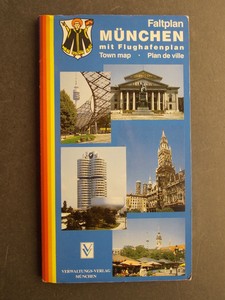 Faltplan
MÜNCHEN
mit Flughafenplan
Town map · Plan de ville
VERWALTUNGS-VERLAG
MÜNCHEN